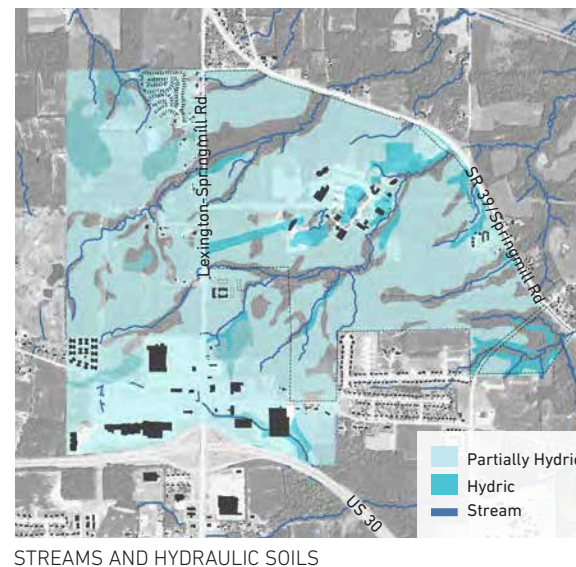 Lexington-Springmill Rd
SR 39/Springmill Rd
US 30
Partially Hydric
Hydric
Stream
STREAMS AND HYDRAULIC SOILS